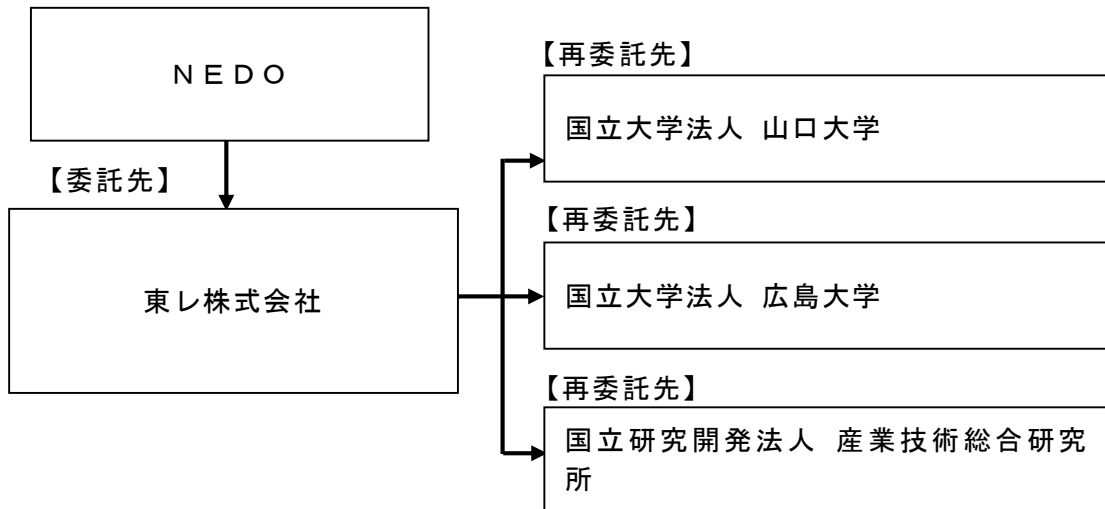 NEDO
【委託先】
東レ株式会社
【再委託先】
国立大学法人 山口大学
【再委託先】
国立大学法人 広島大学
【再委託先】
国立研究開発法人 産業技術総合研究
所